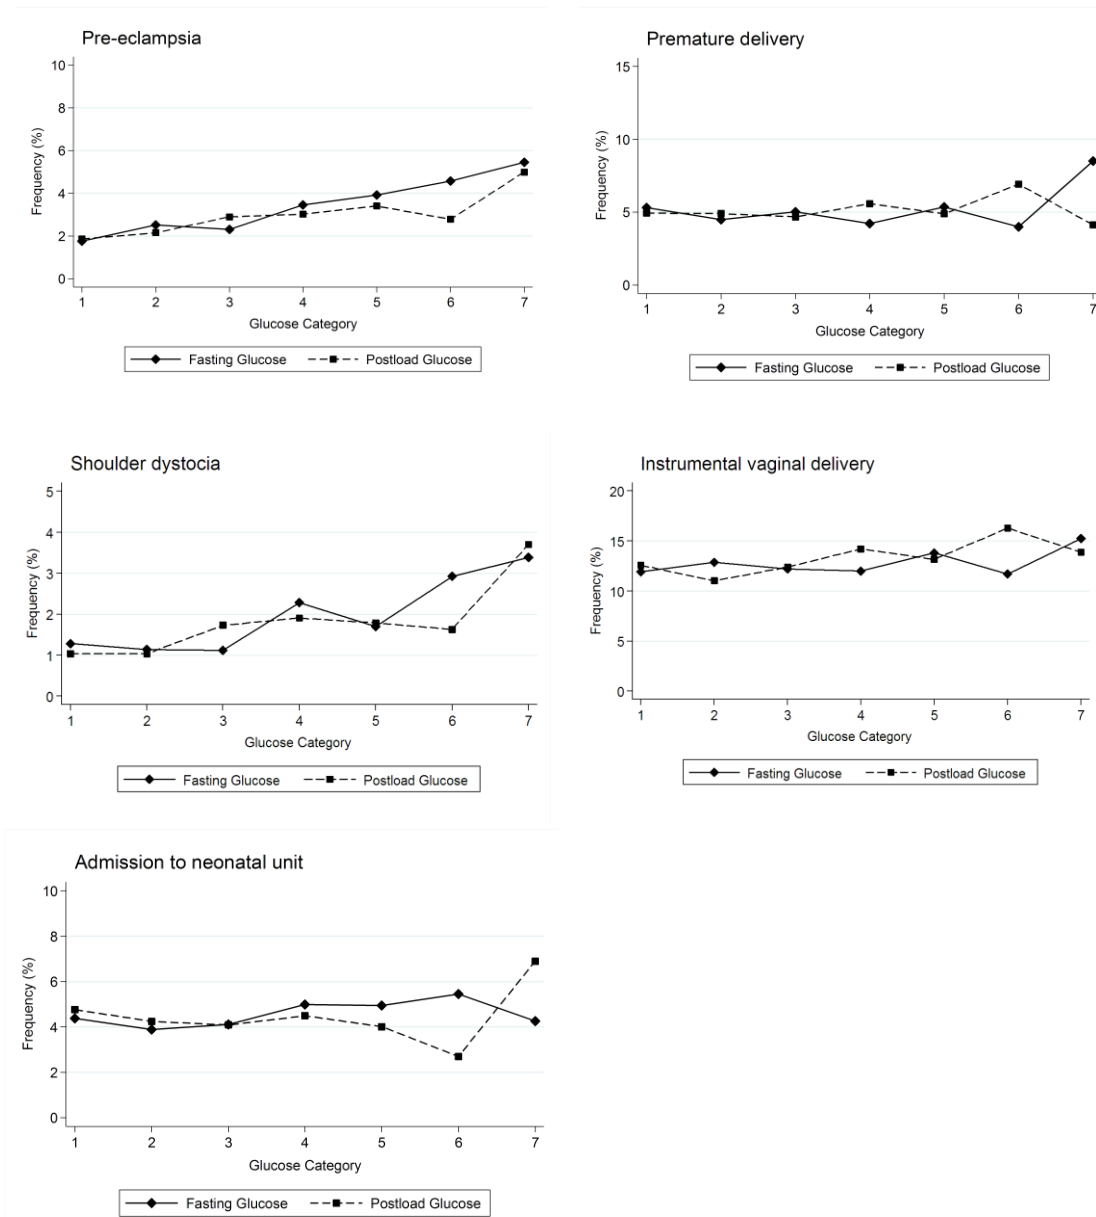 Pre-eclampsia
10
8
6
4
2
0
Frequency (%)
1 2 3 4 5 6 7
Glucose Category
Fasting Glucose Postload Glucose
Premature delivery
15
10
5
0
Frequency (%)
1 2 3 4 5 6 7
Glucose Category
Fasting Glucose Postload Glucose
Shoulder dystocia
5
4
3
2
1
0
Frequency (%)
1 2 3 4 5 6 7
Glucose Category
Fasting Glucose Postload Glucose
Instrumental vaginal delivery
20
15
10
5
0
Frequency (%)
1 2 3 4 5 6 7
Glucose Category
Fasting Glucose Postload Glucose
Admission to neonatal unit
10
8
6
4
2
0
Frequency (%)
1 2 3 4 5 6 7
Glucose Category
Fasting Glucose Postload Glucose